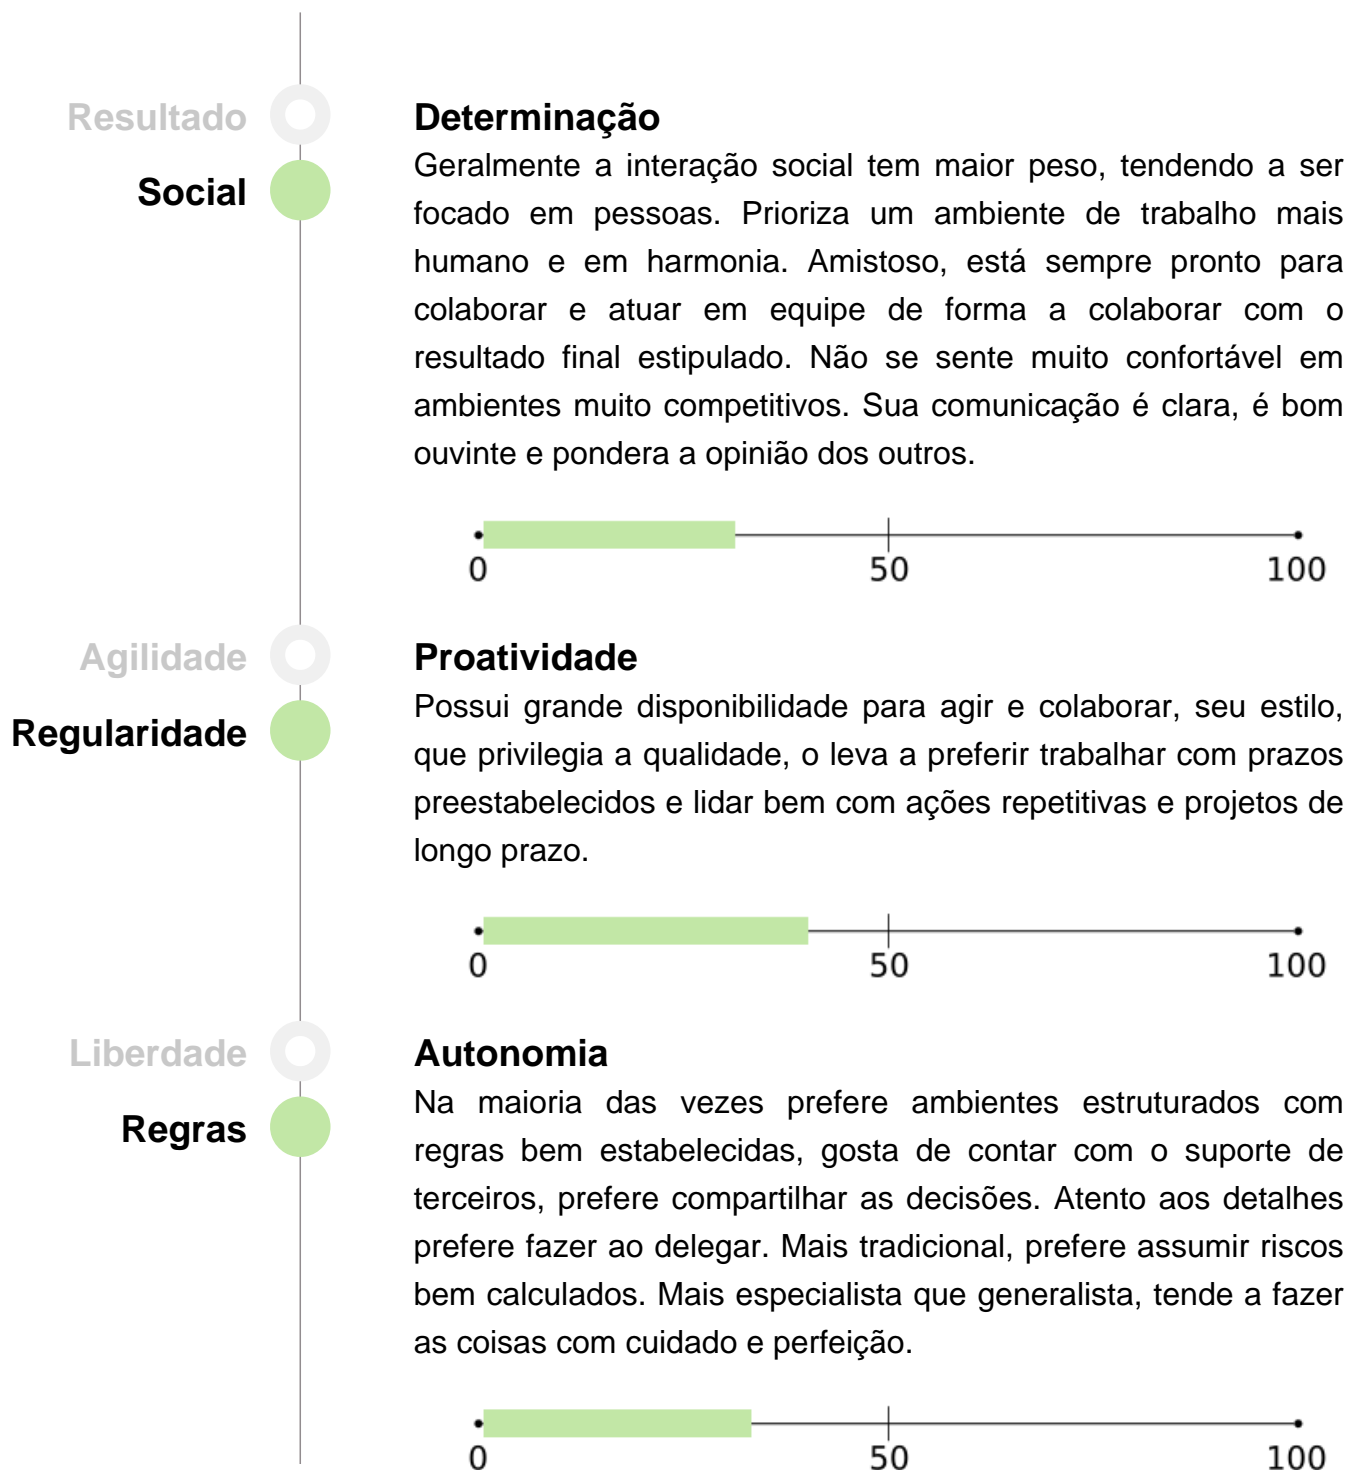 Resultado
Social
Determinação
Geralmente a interação social tem maior peso, tendendo a ser
focado em pessoas. Prioriza um ambiente de trabalho mais
humano e em harmonia. Amistoso, está sempre pronto para
colaborar e atuar em equipe de forma a colaborar com o
resultado final estipulado. Não se sente muito confortável em
ambientes muito competitivos. Sua comunicação é clara, é bom
ouvinte e pondera a opinião dos outros.
0 50 100
Agilidade
Regularidade
Proatividade
Possui grande disponibilidade para agir e colaborar, seu estilo,
que privilegia a qualidade, o leva a preferir trabalhar com prazos
preestabelecidos e lidar bem com ações repetitivas e projetos de
longo prazo.
0 50 100
Liberdade
Regras
Autonomia
Na maioria das vezes prefere ambientes estruturados com
regras bem estabelecidas, gosta de contar com o suporte de
terceiros, prefere compartilhar as decisões. Atento aos detalhes
prefere fazer ao delegar. Mais tradicional, prefere assumir riscos
bem calculados. Mais especialista que generalista, tende a fazer
as coisas com cuidado e perfeição.
0 50 100